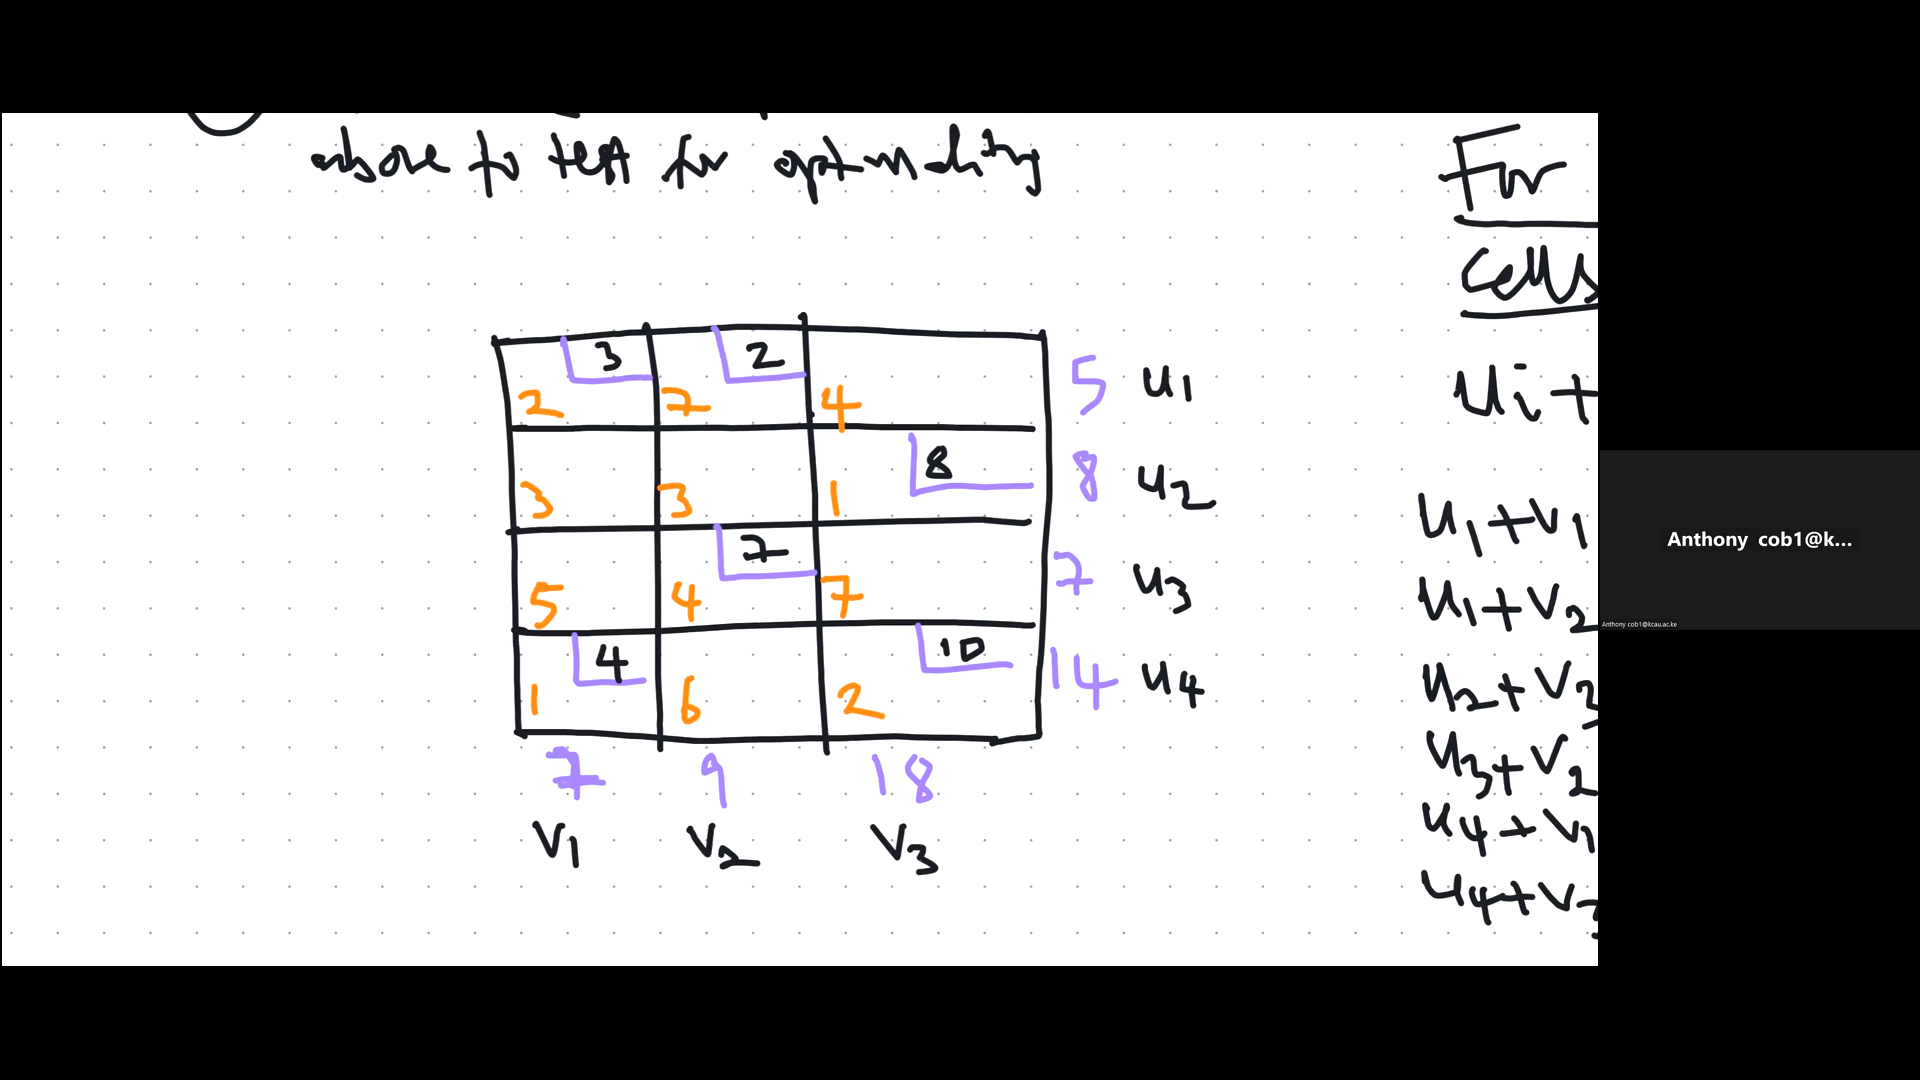 above to test for optimality
For
Cells
3 2
2 7 4 5 u1
8
3 3 1 8 u2
7
5 4 7 7 u3
4 10
1 6 2 14 u4
7 9 18
V1 V2 V3
Ui +
U1+V1
U1+V2
U2+V3
U3+V2
U4+V1
U4+V3
Anthony cob1@k...
Anthony cob1@kcau.ac.ke